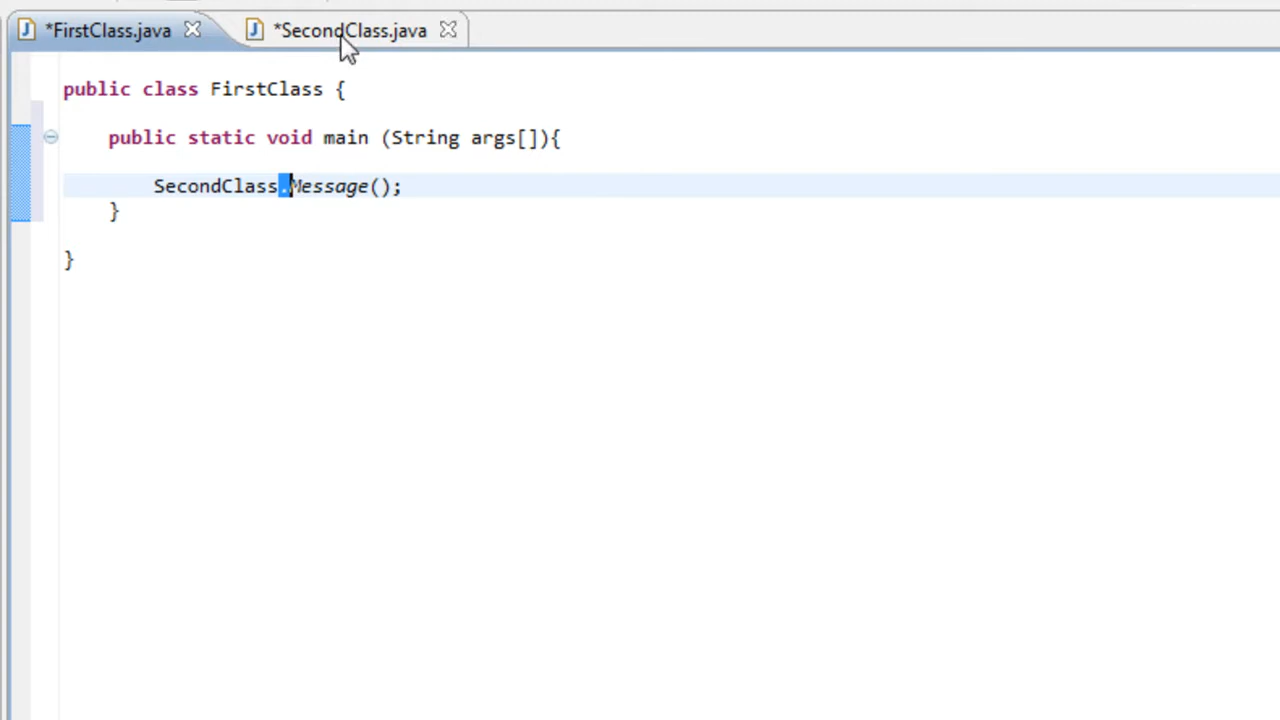 *FirstClass.java *SecondClass.java
public class FirstClass {
public static void main (String args[]){
SecondClass.Message();
}
}